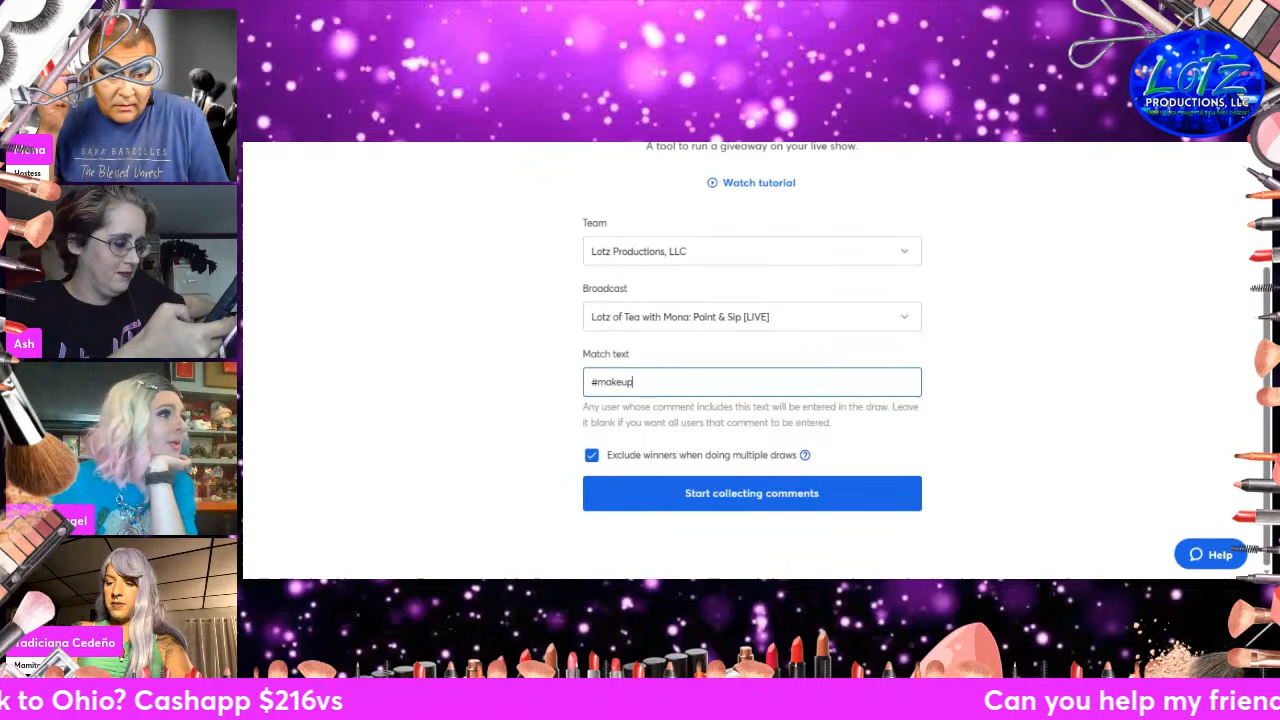 SARA BAREILLES
The Blessed Unrest
Hostess
Ash
gel
adiciana Cedeño
LOTZ
PRODUCTIONS, LLC
A tool to run a giveaway on your live show.
Watch tutorial
Team
Lotz Productions, LLC
Broadcast
Lotz of Tea with Mona: Paint & Sip [LIVE]
Match text
#makeup
Any user whose comment includes this text will be entered in the draw. Leave
it blank if you want all users that comment to be entered.
Exclude winners when doing multiple draws
Start collecting comments
Help
k to Ohio? Cashapp $216vs
Can you help my friend